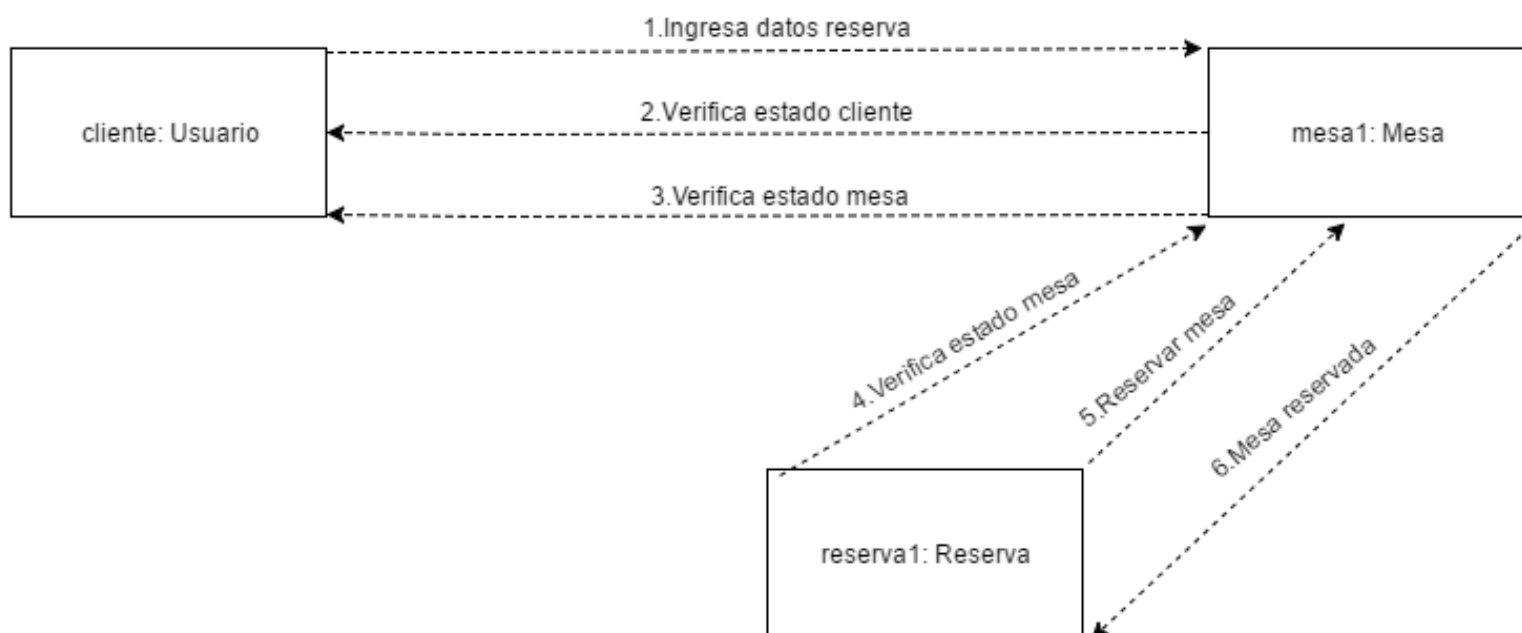 1.Ingresa datos reserva
cliente: Usuario
2.Verifica estado cliente
mesa1: Mesa
3.Verifica estado mesa
4.Verifica estado mesa
5.Reservar mesa
6.Mesa reservada
reserva1: Reserva